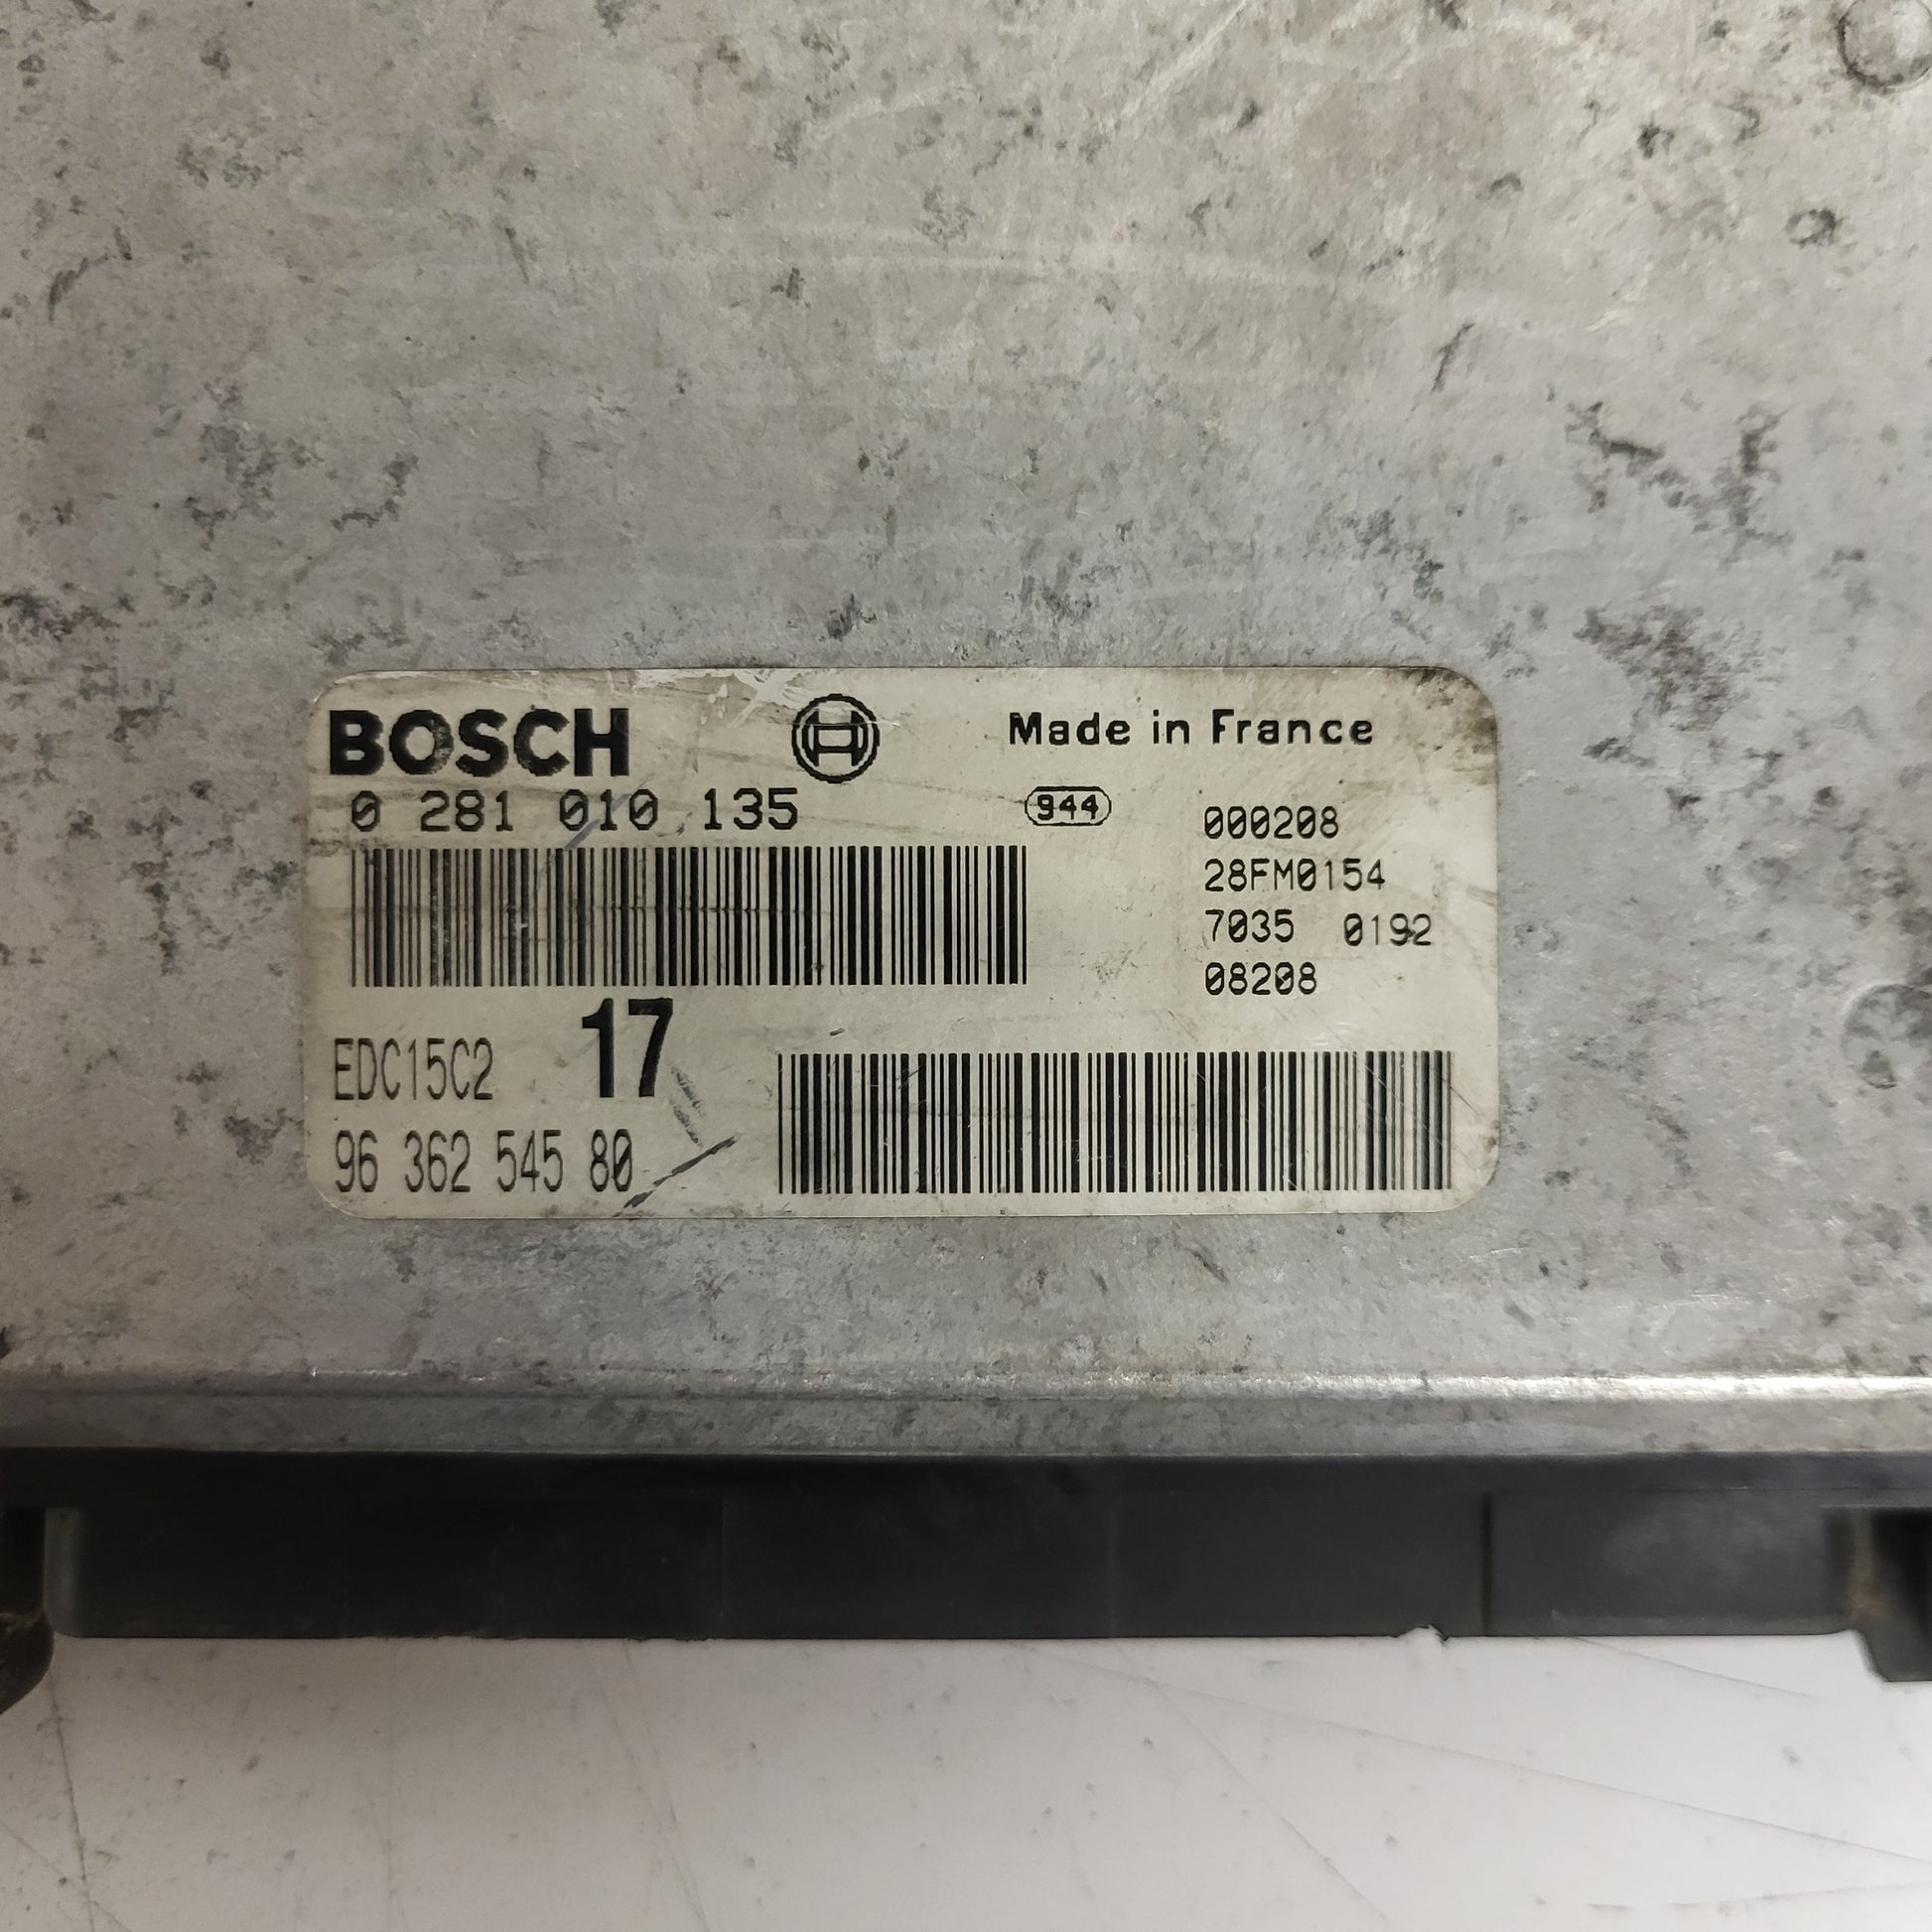 BOSCH
Made in France
0 281 010 135
944
000208
28FM0154
7035 0192
08208
EDC15C2
17
96 362 545 80